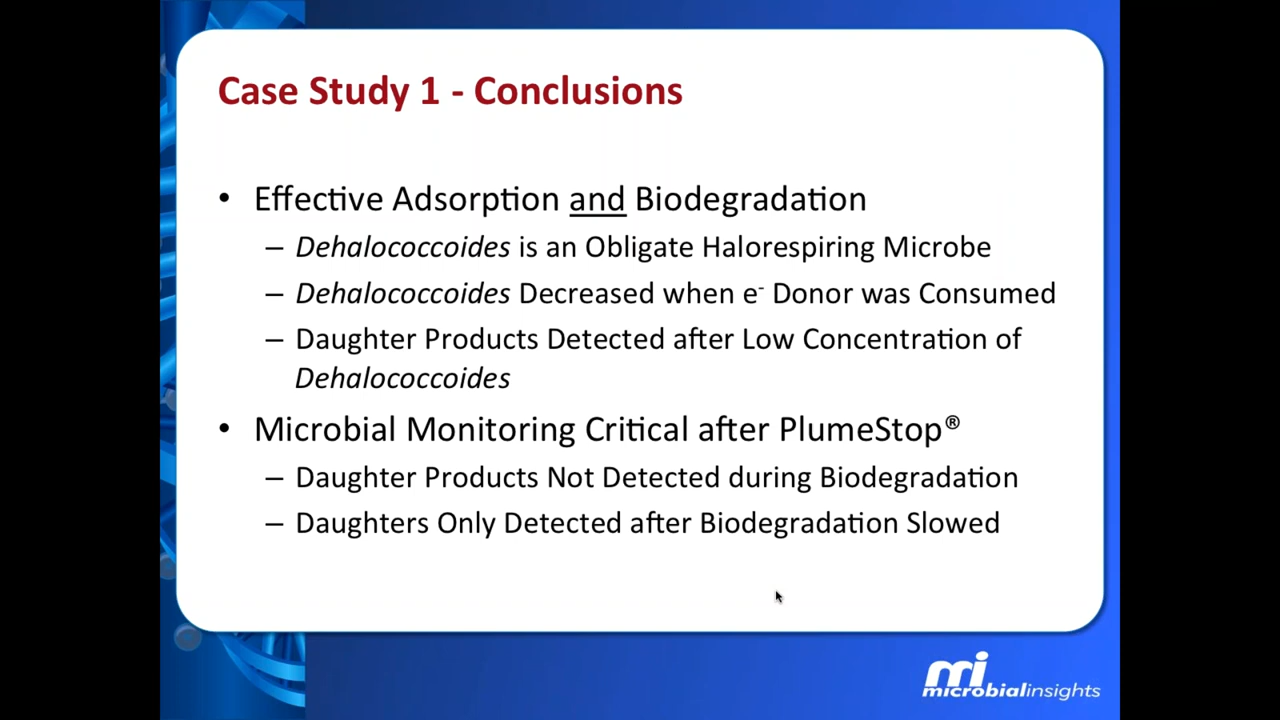 Case Study 1 - Conclusions
• Effective Adsorption and Biodegradation
– Dehalococcoides is an Obligate Halorespiring Microbe
– Dehalococcoides Decreased when e⁻ Donor was Consumed
– Daughter Products Detected after Low Concentration of
Dehalococcoides
• Microbial Monitoring Critical after PlumeStop®
– Daughter Products Not Detected during Biodegradation
– Daughters Only Detected after Biodegradation Slowed
mi
microbialinsights